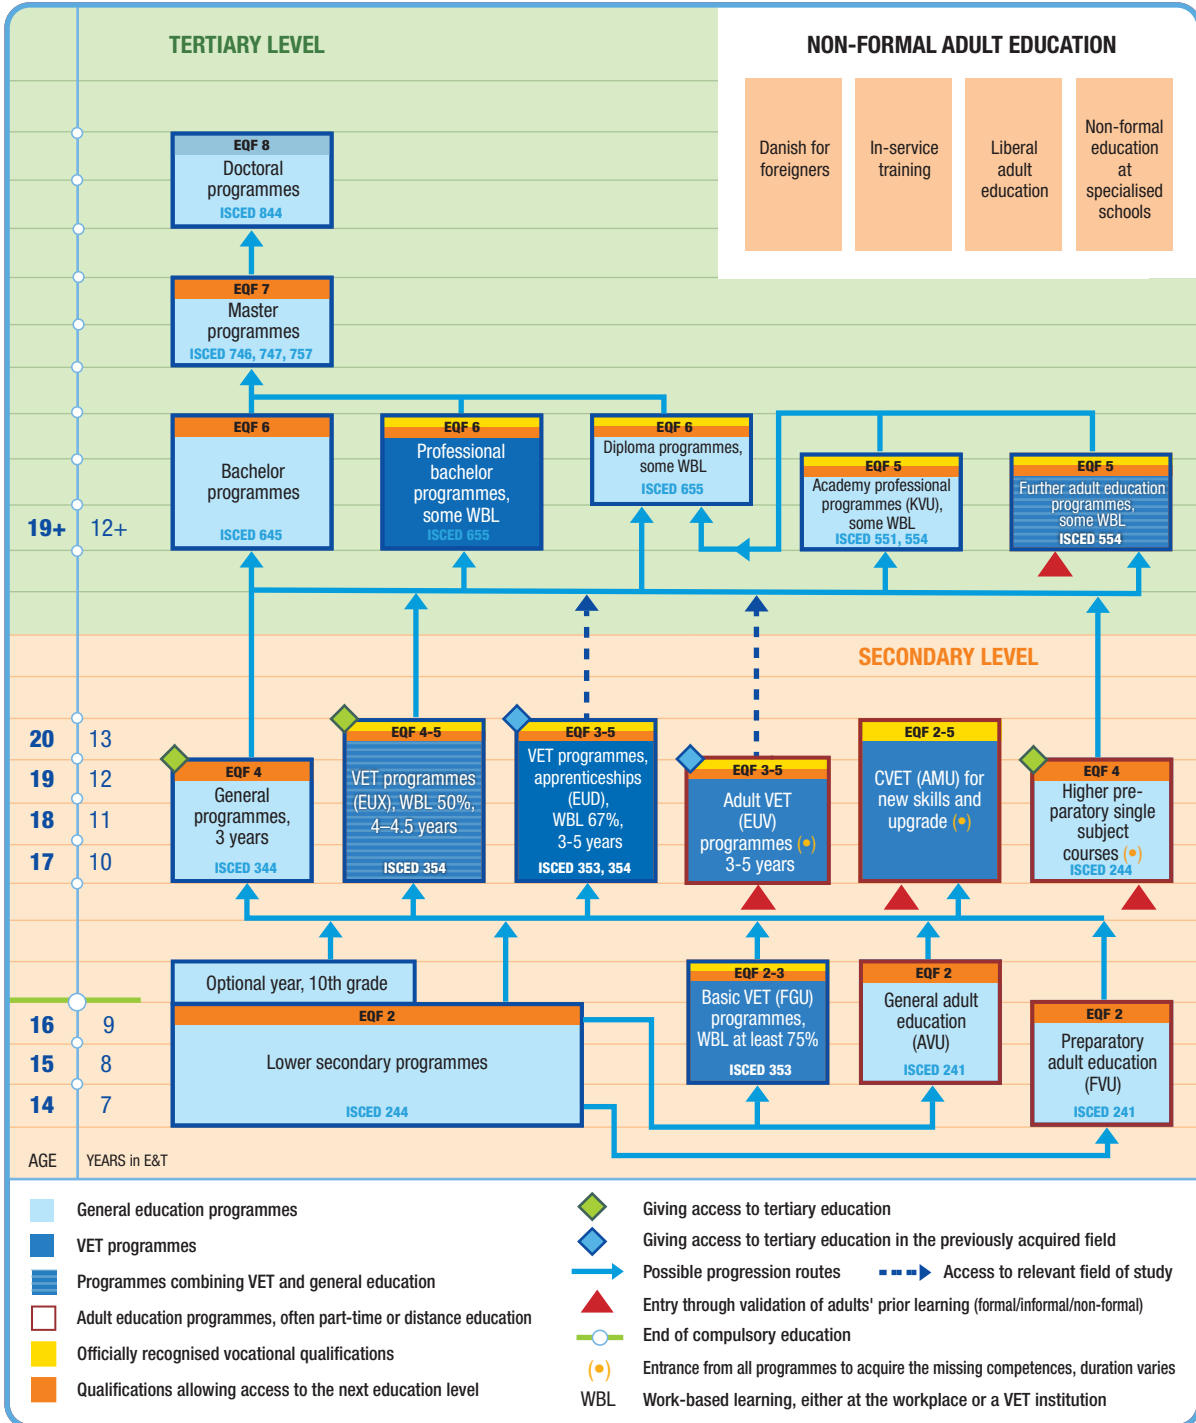 TERTIARY LEVEL
NON-FORMAL ADULT EDUCATION
Danish for
foreigners
In-service
training
Liberal
adult
education
Non-formal
education
at
specialised
schools
EQF 8
Doctoral
programmes
ISCED 844
EQF 7
Master
programmes
ISCED 746, 747, 757
EQF 6
Bachelor
programmes
ISCED 645
EQF 6
Professional
bachelor
programmes,
some WBL
ISCED 655
EQF 6
Diploma programmes,
some WBL
ISCED 655
EQF 5
Academy professional
programmes (KVU),
some WBL
ISCED 551, 554
EQF 5
Further adult education
programmes,
some WBL
ISCED 554
19+ 12+
SECONDARY LEVEL
20 13
19 12
18 11
17 10
EQF 4
General
programmes,
3 years
ISCED 344
EQF 4-5
VET programmes
(EUX), WBL 50%,
4–4.5 years
ISCED 354
EQF 3-5
VET programmes,
apprenticeships
(EUD),
WBL 67%,
3-5 years
ISCED 353, 354
EQF 3-5
Adult VET
(EUV)
programmes (•)
3-5 years
EQF 2-5
CVET (AMU) for
new skills and
upgrade (•)
EQF 4
Higher pre-
paratory single
subject
courses (•)
ISCED 244
Optional year, 10th grade
EQF 2
Lower secondary programmes
ISCED 244
EQF 2-3
Basic VET (FGU)
programmes,
WBL at least 75%
ISCED 353
EQF 2
General adult
education
(AVU)
ISCED 241
EQF 2
Preparatory
adult education
(FVU)
ISCED 241
16 9
15 8
14 7
AGE YEARS in E&T
General education programmes
VET programmes
Programmes combining VET and general education
Adult education programmes, often part-time or distance education
Officially recognised vocational qualifications
Qualifications allowing access to the next education level
Giving access to tertiary education
Giving access to tertiary education in the previously acquired field
Possible progression routes
Access to relevant field of study
Entry through validation of adults' prior learning (formal/informal/non-formal)
End of compulsory education
(•) Entrance from all programmes to acquire the missing competences, duration varies
WBL Work-based learning, either at the workplace or a VET institution